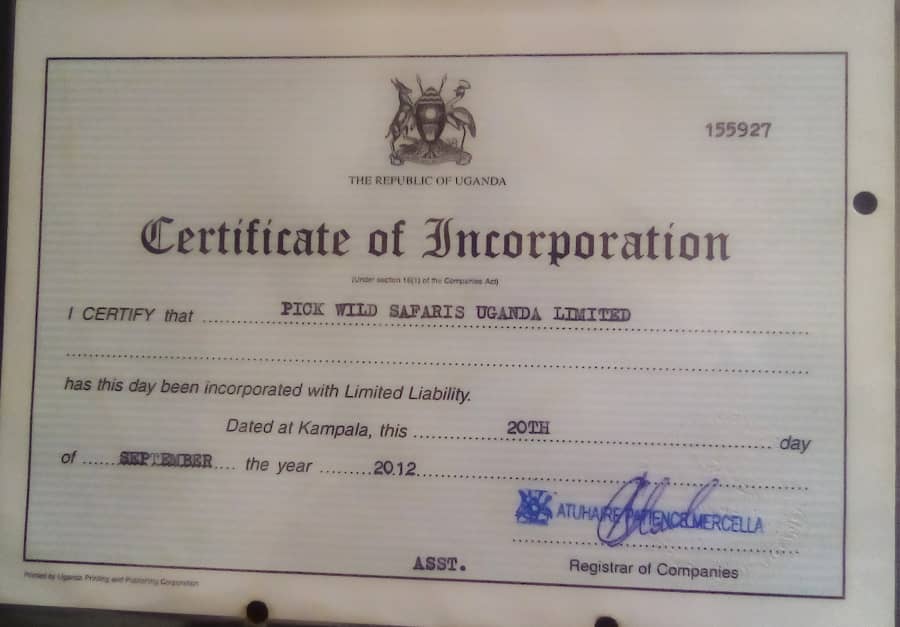 155927
THE REPUBLIC OF UGANDA
Certificate of Incorporation
(Under section 16(1) of the Companies Act)
I CERTIFY that PICK WILD SAFARIS UGANDA LIMITED
has this day been incorporated with Limited Liability.
Dated at Kampala, this 20TH day
of SEPTEMBER the year 2012
ATUHAIRE PATIENCE MERCELLA
ASST. Registrar of Companies
Printed by Uganda Printing and Publishing Corporation